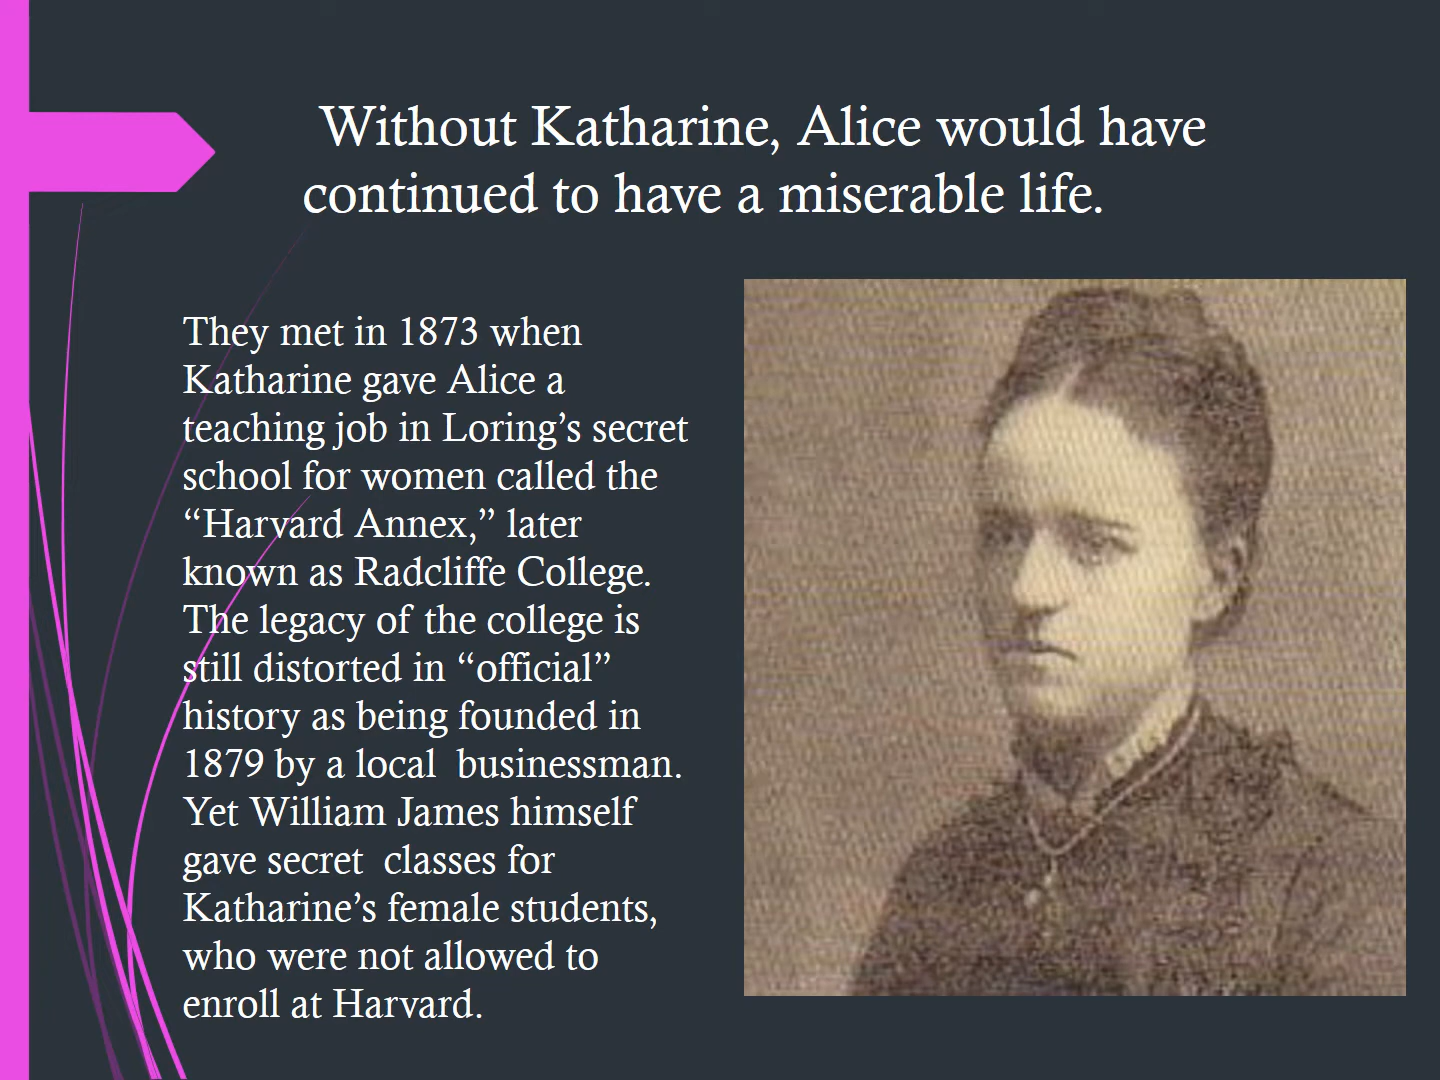 Without Katharine, Alice would have
continued to have a miserable life.
They met in 1873 when
Katharine gave Alice a
teaching job in Loring’s secret
school for women called the
“Harvard Annex,” later
known as Radcliffe College.
The legacy of the college is
still distorted in “official”
history as being founded in
1879 by a local  businessman.
Yet William James himself
gave secret  classes for
Katharine’s female students,
who were not allowed to
enroll at Harvard.